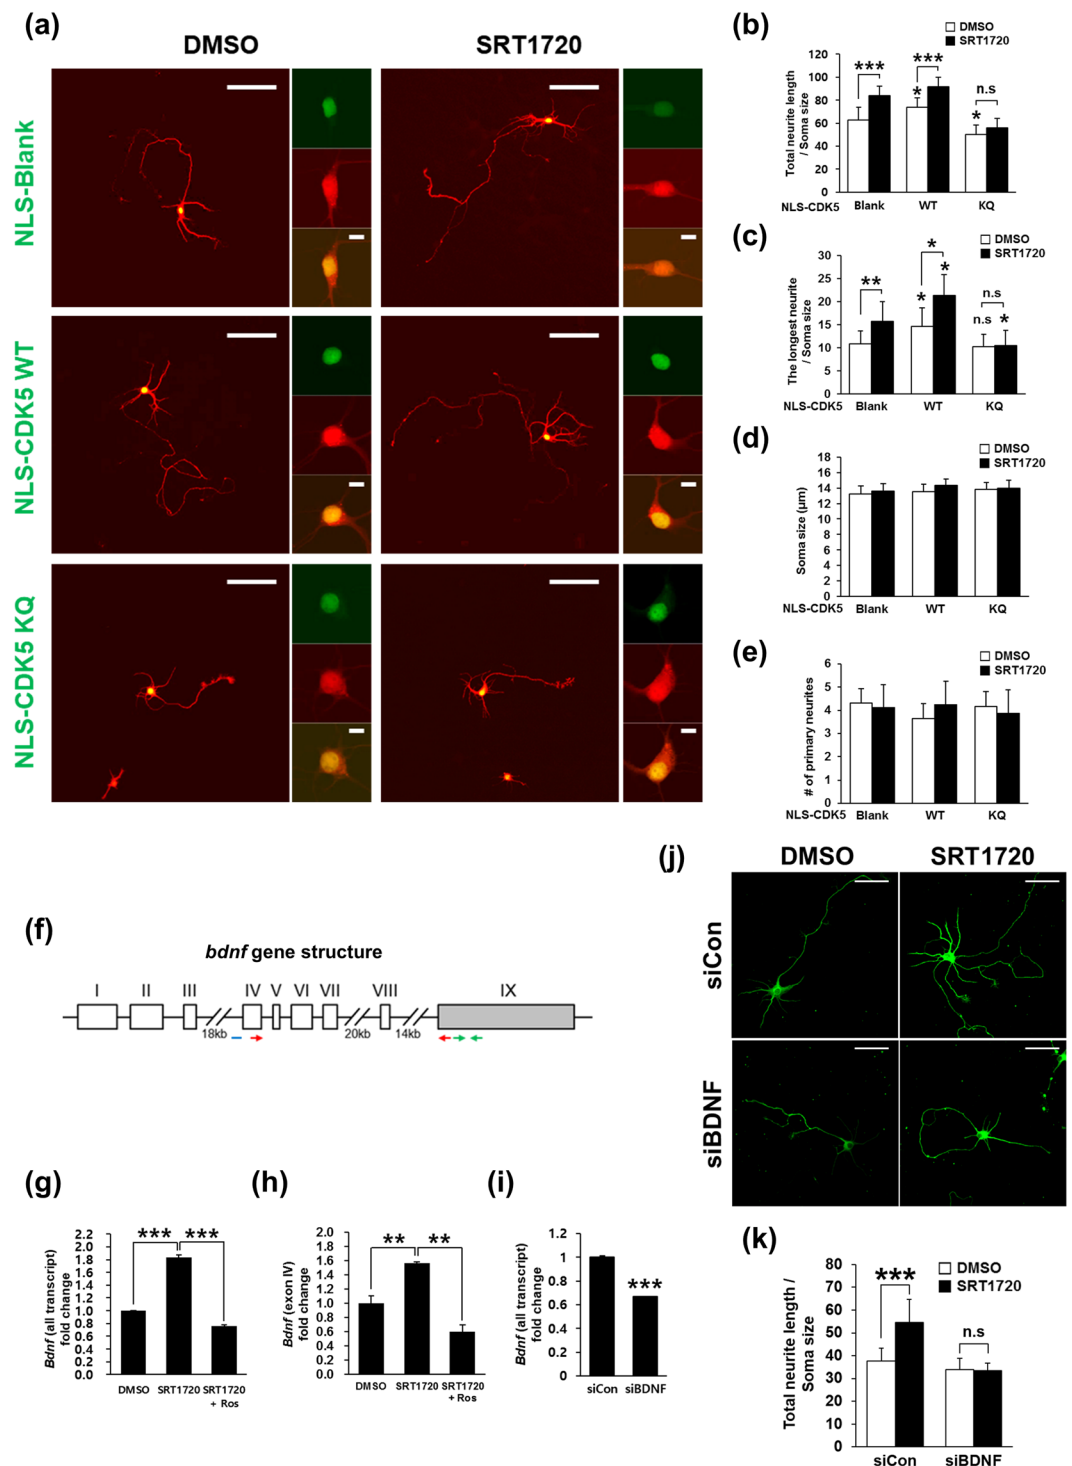 (a)
DMSO
SRT1720
NLS-Blank
NLS-CDK5 WT
NLS-CDK5 KQ
(b)
DMSO
SRT1720
Total neurite length
/ Soma size
120
100
80
60
40
20
0
***
***
*
n.s
*
NLS-CDK5
Blank
WT
KQ
(c)
DMSO
SRT1720
The longest neurite
/ Soma size
30
25
20
15
10
5
0
**
*
*
*
n.s
n.s
*
NLS-CDK5
Blank
WT
KQ
(d)
DMSO
SRT1720
Soma size (μm)
18
16
14
12
10
8
6
4
2
0
NLS-CDK5
Blank
WT
KQ
(e)
DMSO
SRT1720
# of primary neurites
6
5
4
3
2
1
0
NLS-CDK5
Blank
WT
KQ
(f)
bdnf gene structure
I II III IV V VI VII VIII IX
18kb 20kb 14kb
(g)
Bdnf (all transcript)
fold change
2.2
2.0
1.8
1.6
1.4
1.2
1.0
0.8
0.6
0.4
0.2
0.0
*** ***
DMSO SRT1720 SRT1720
+ Ros
(h)
Bdnf (exon IV)
fold change
2.0
1.8
1.6
1.4
1.2
1.0
0.8
0.6
0.4
0.2
0.0
** **
DMSO SRT1720 SRT1720
+ Ros
(i)
Bdnf (all transcript)
fold change
1.2
1
0.8
0.6
0.4
0.2
0
***
siCon siBDNF
(j)
DMSO
SRT1720
siCon
siBDNF
(k)
DMSO
SRT1720
Total neurite length /
Soma size
80
70
60
50
40
30
20
10
0
***
n.s
siCon siBDNF